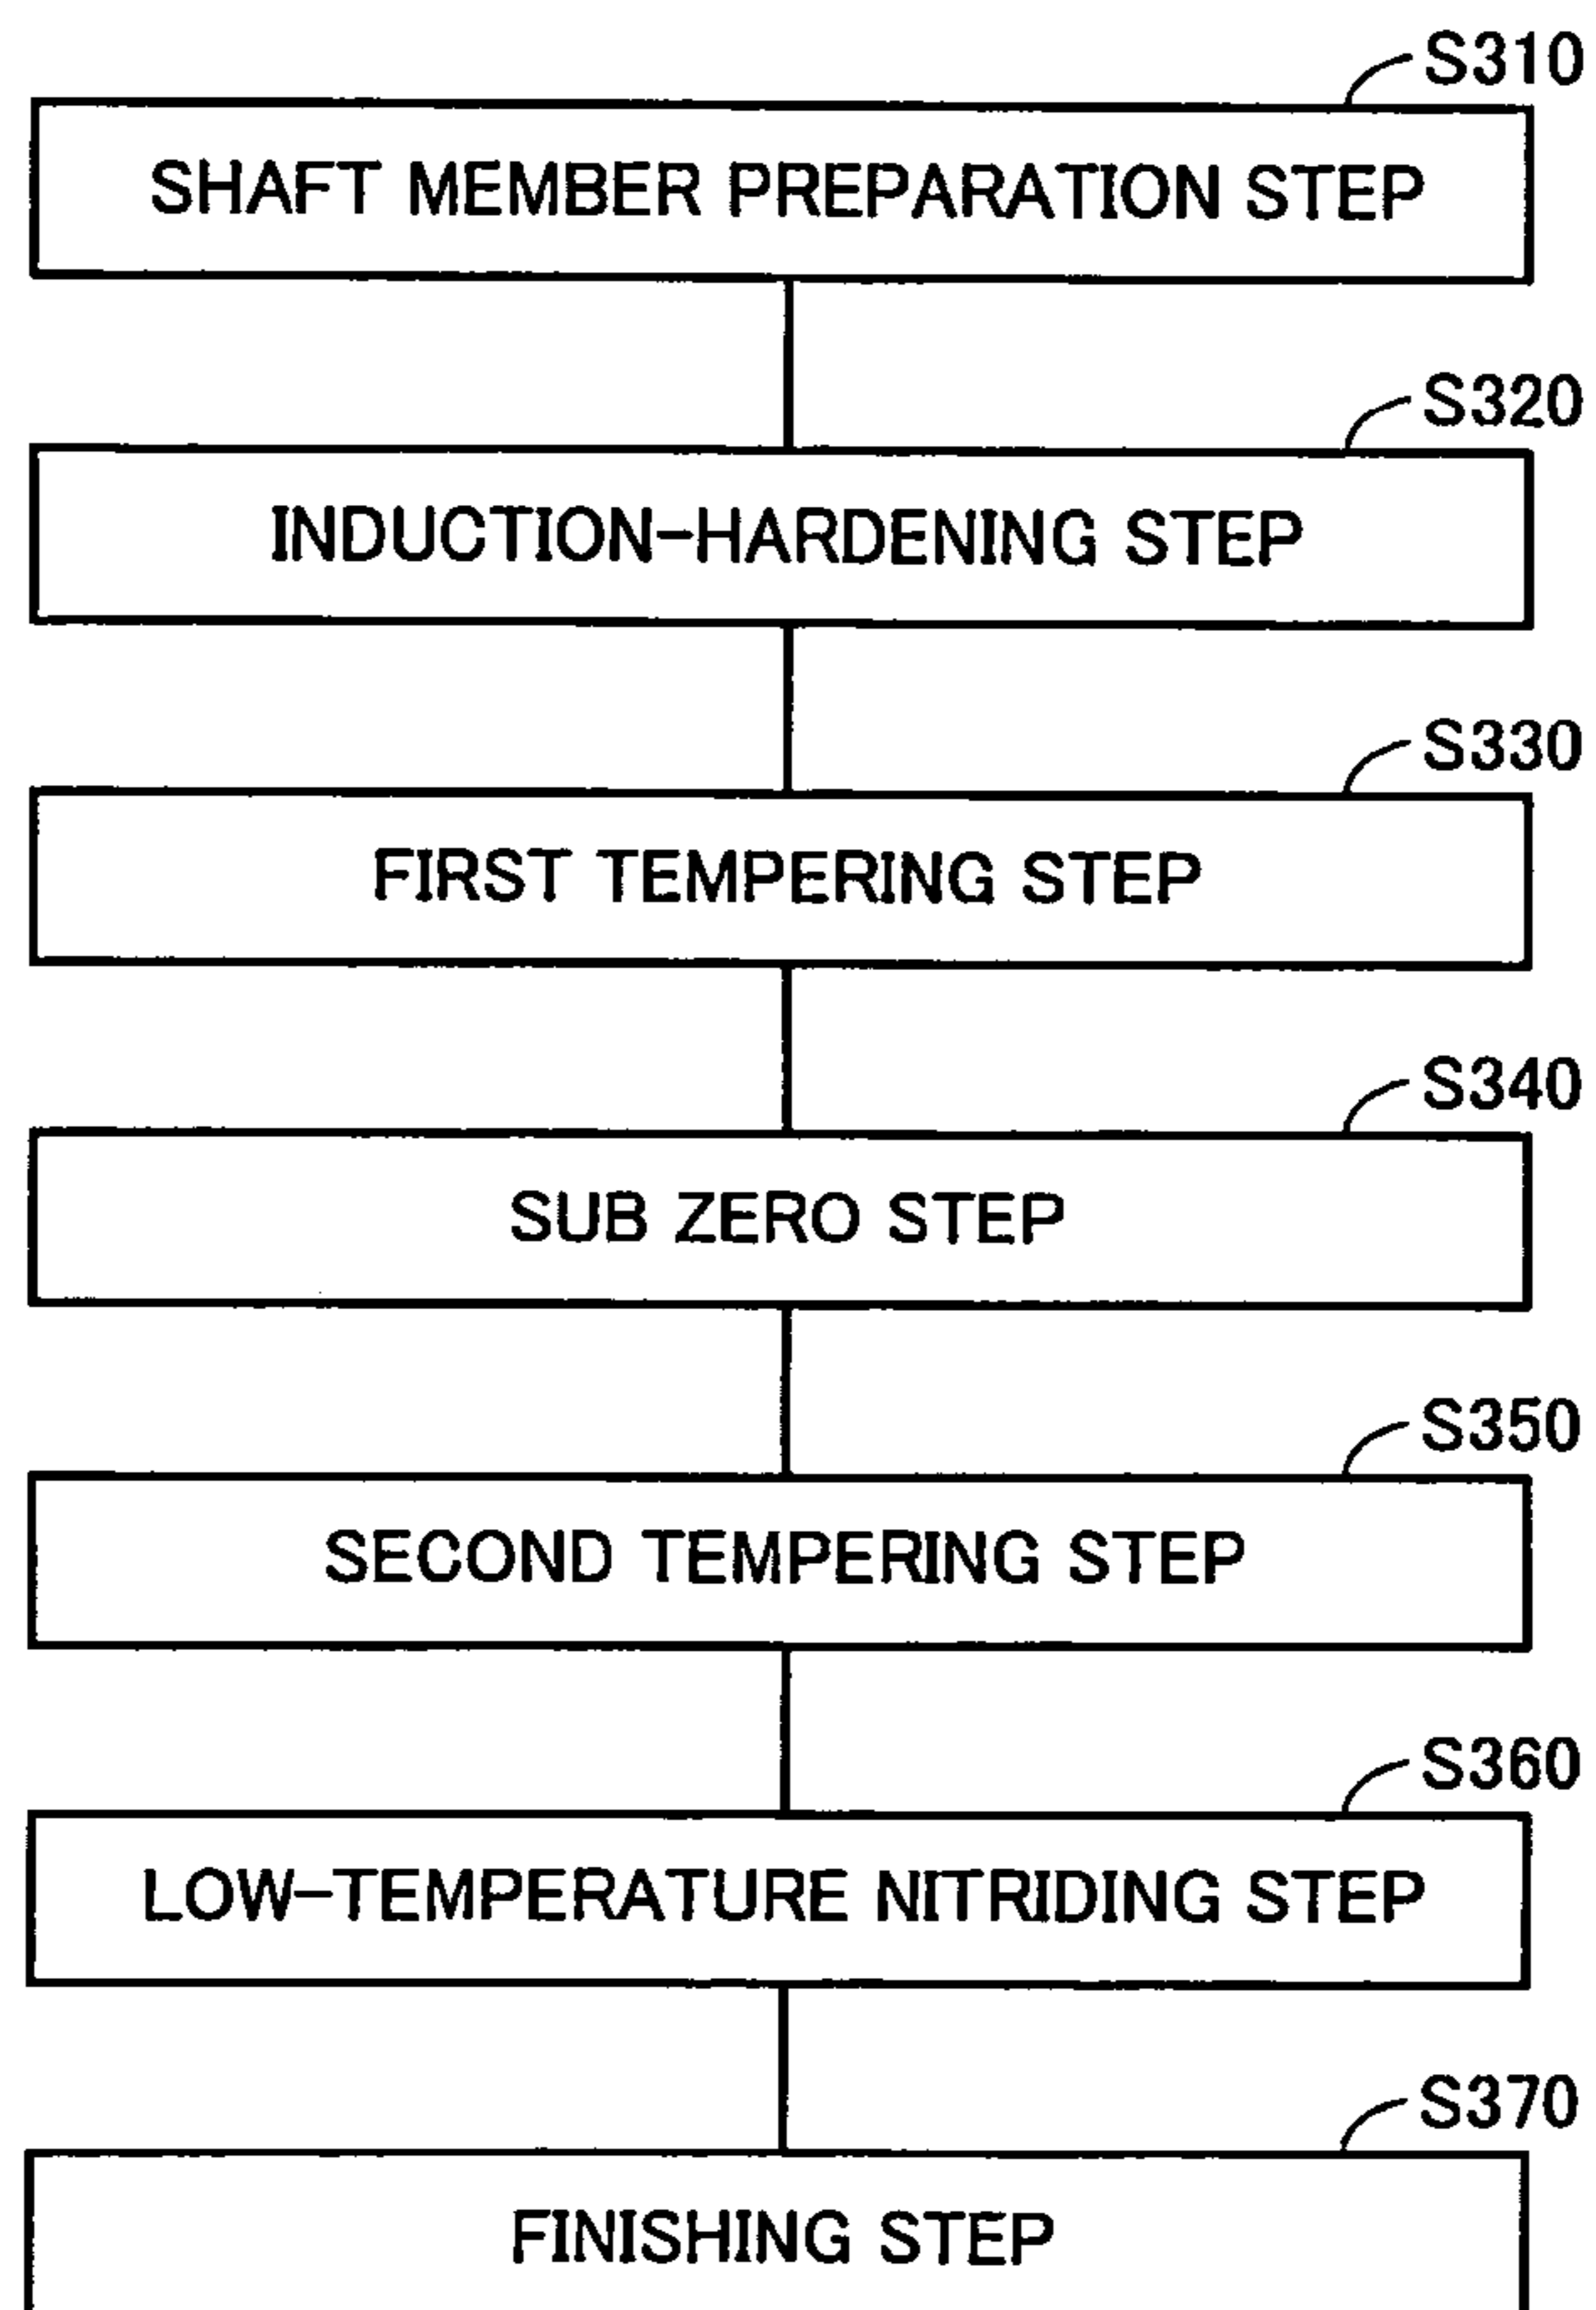 S310
SHAFT MEMBER PREPARATION STEP
S320
INDUCTION-HARDENING STEP
S330
FIRST TEMPERING STEP
S340
SUB ZERO STEP
S350
SECOND TEMPERING STEP
S360
LOW-TEMPERATURE NITRIDING STEP
S370
FINISHING STEP